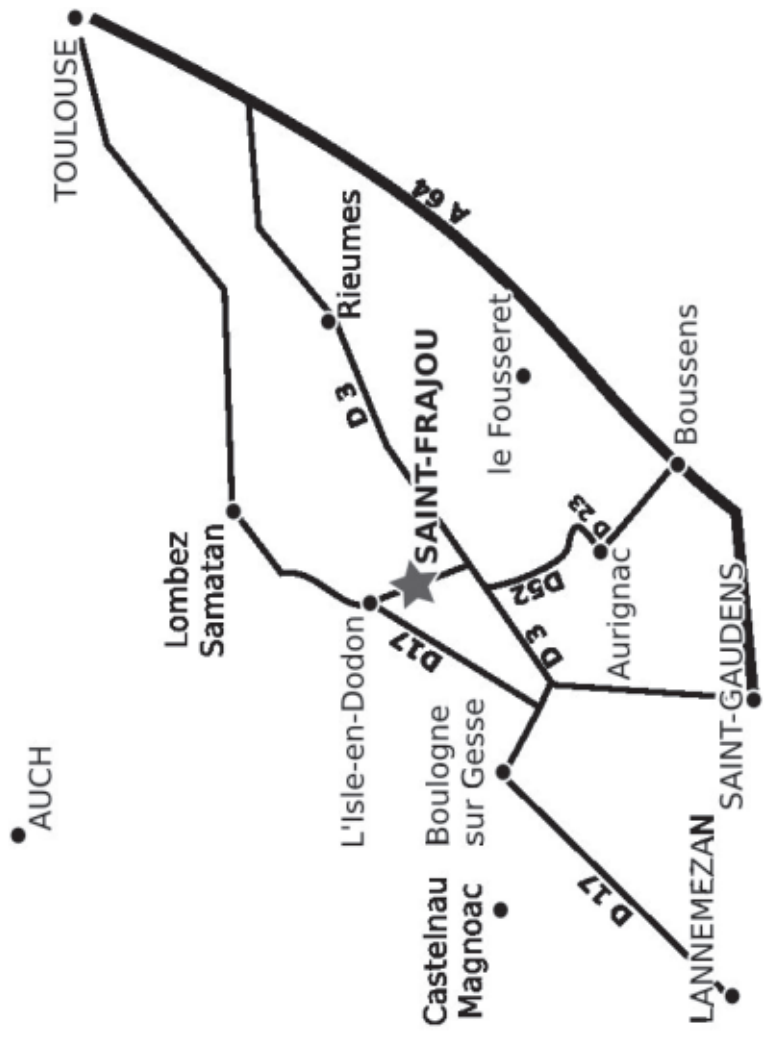 TOULOUSE
A 64
Rieumes
D 3
le Fousseret
SAINT-FRAJOU
Boussens
Lombez
Samatan
D 23
D52
Aurignac
L'Isle-en-Dodon
D17
D 3
SAINT-GAUDENS
Boulogne
sur Gesse
AUCH
Castelnau
Magnoac
D 17
LANNEMEZAN